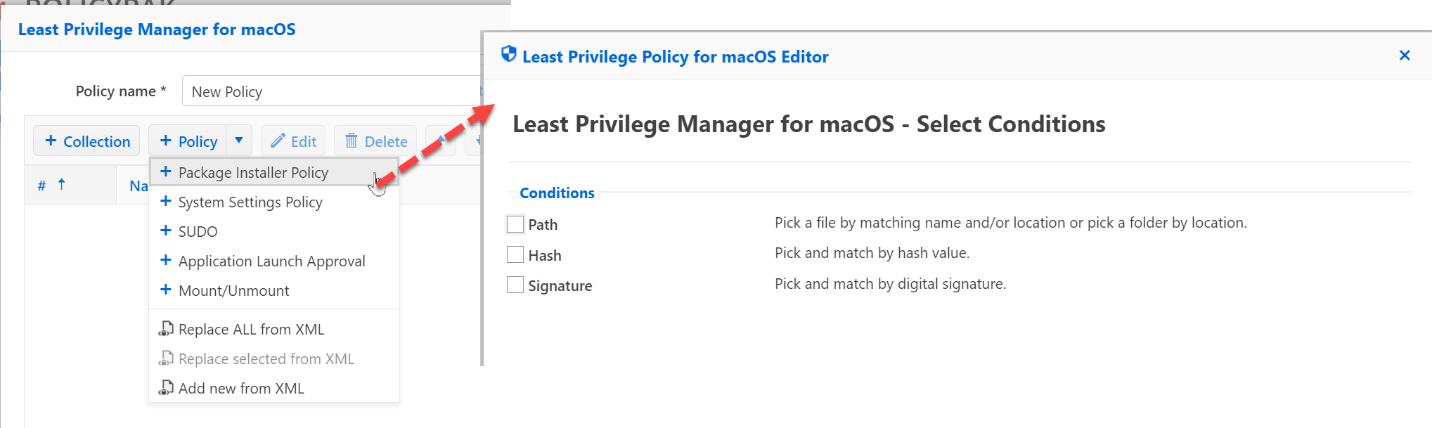 Least Privilege Manager for macOS
Policy name *
New Policy
+ Collection
+ Policy
Edit
Delete
# ↑
Na
+ Package Installer Policy
+ System Settings Policy
+ SUDO
+ Application Launch Approval
+ Mount/Unmount
Replace ALL from XML
Replace selected from XML
Add new from XML
Least Privilege Policy for macOS Editor
Least Privilege Manager for macOS - Select Conditions
Conditions
Path Pick a file by matching name and/or location or pick a folder by location.
Hash Pick and match by hash value.
Signature Pick and match by digital signature.